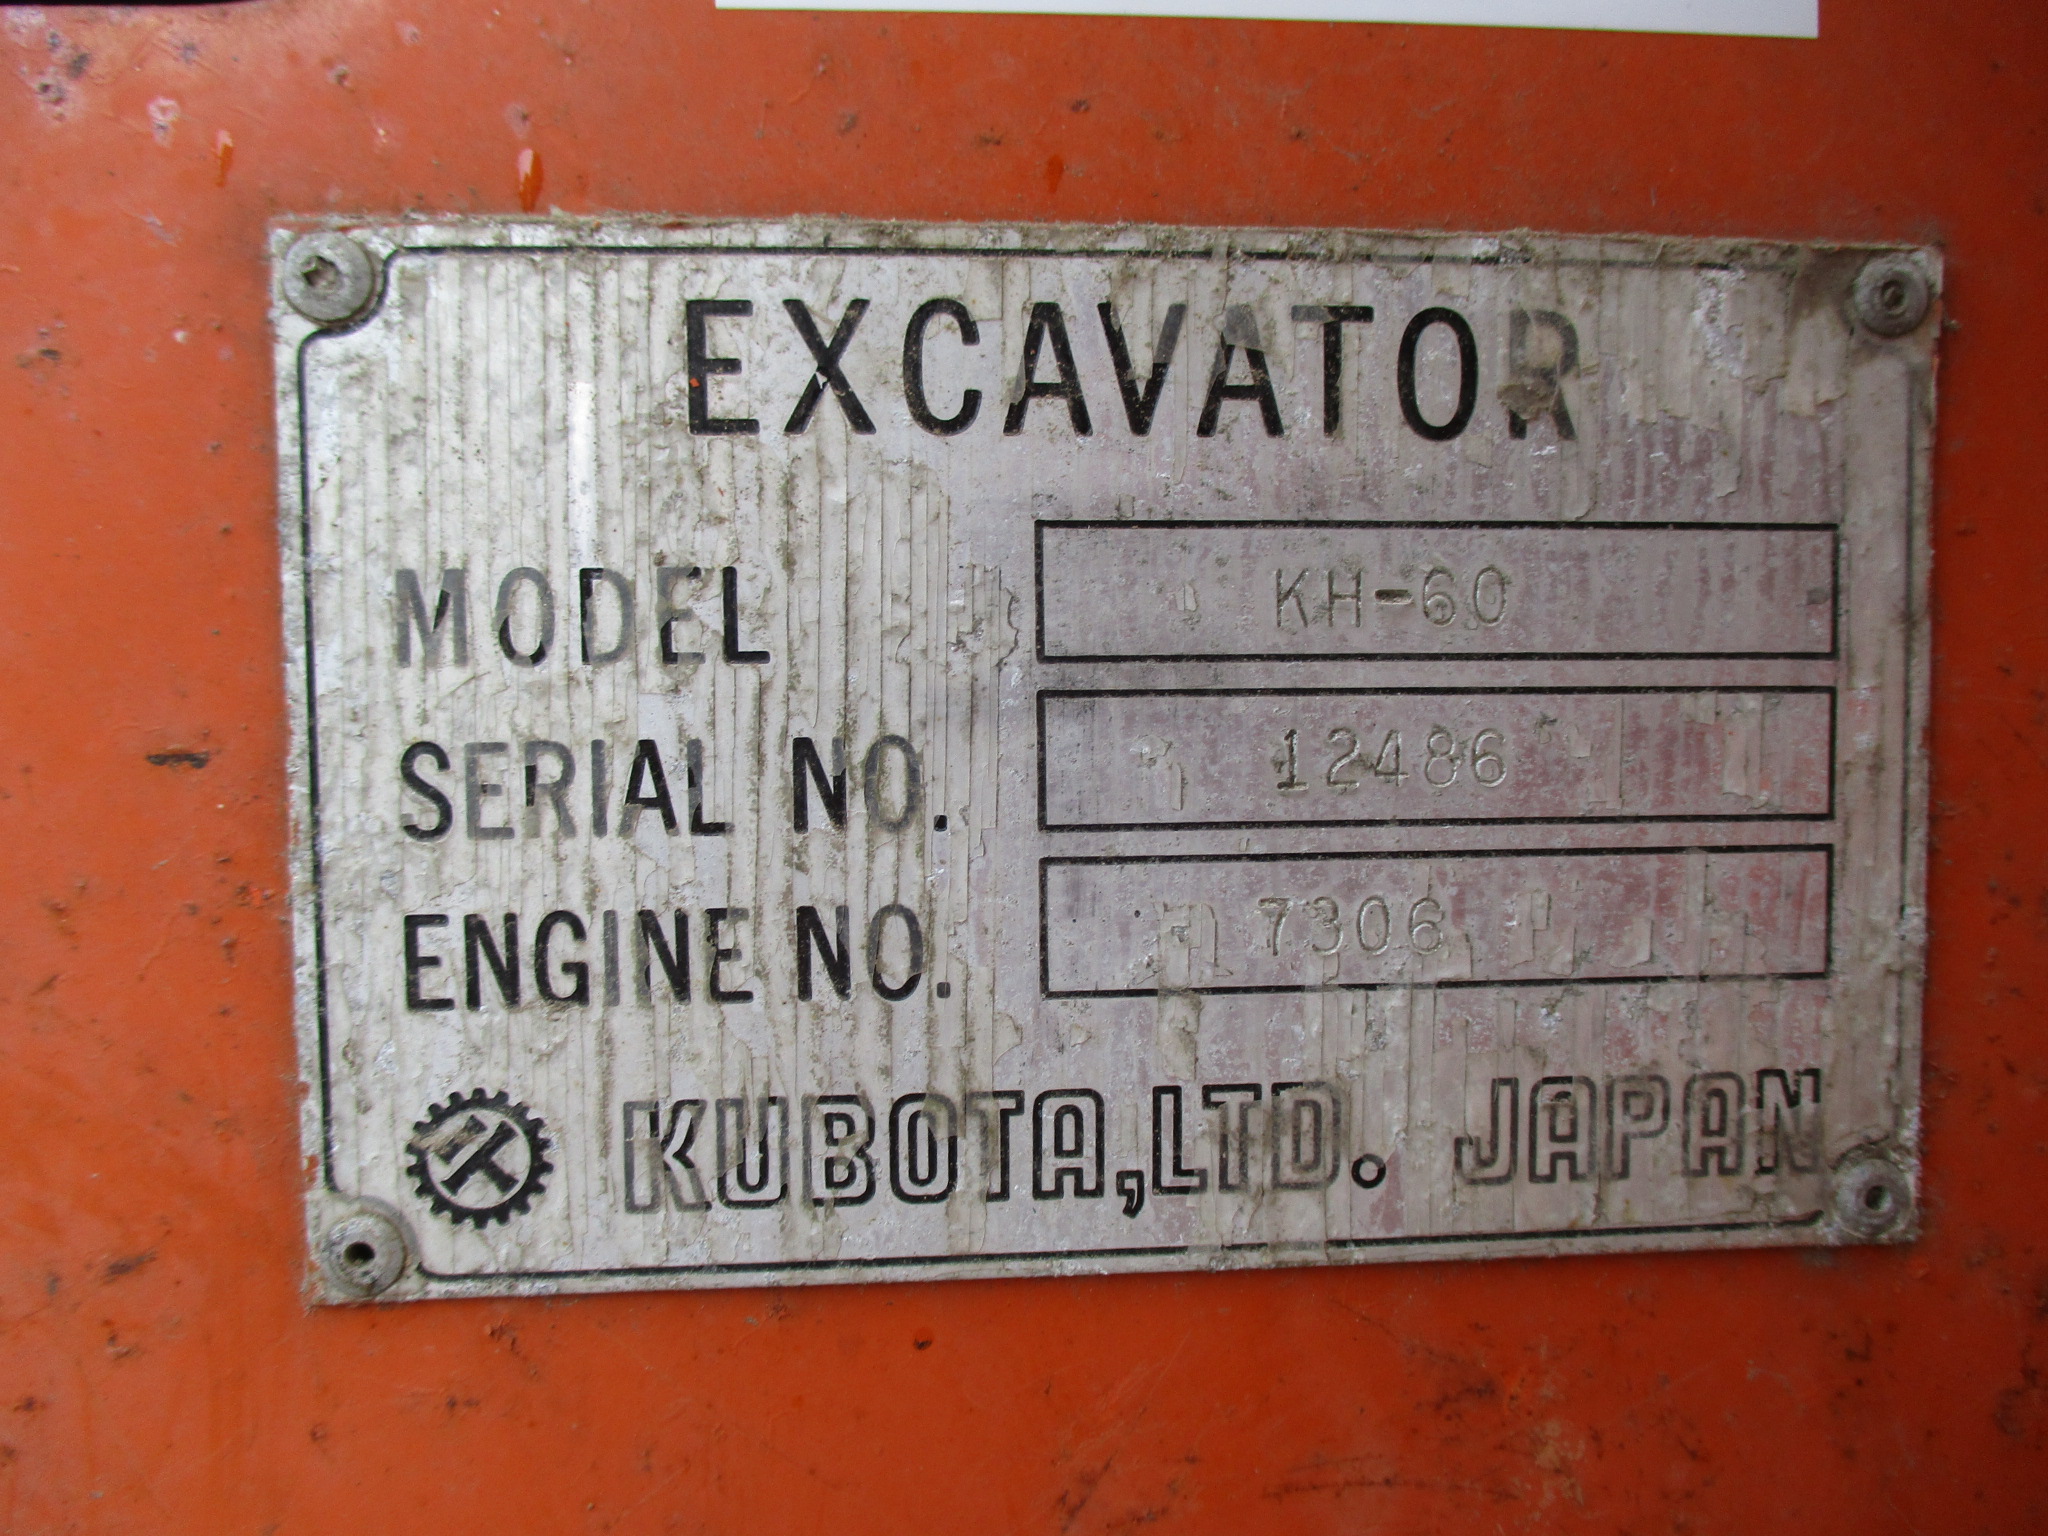 EXCAVATOR
MODEL KH-60
SERIAL NO. 12486
ENGINE NO. 7306
KUBOTA,LTD. JAPAN